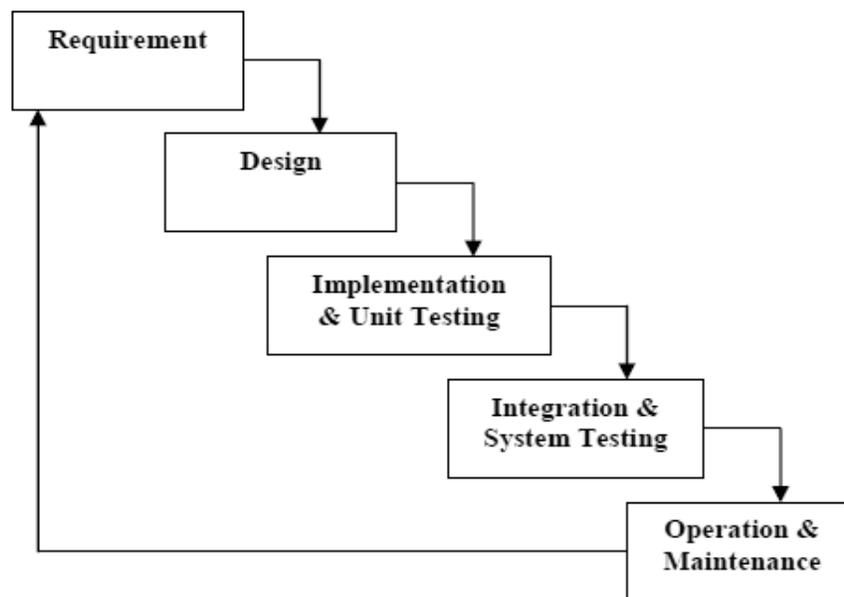 Requirement
Design
Implementation
& Unit Testing
Integration &
System Testing
Operation &
Maintenance